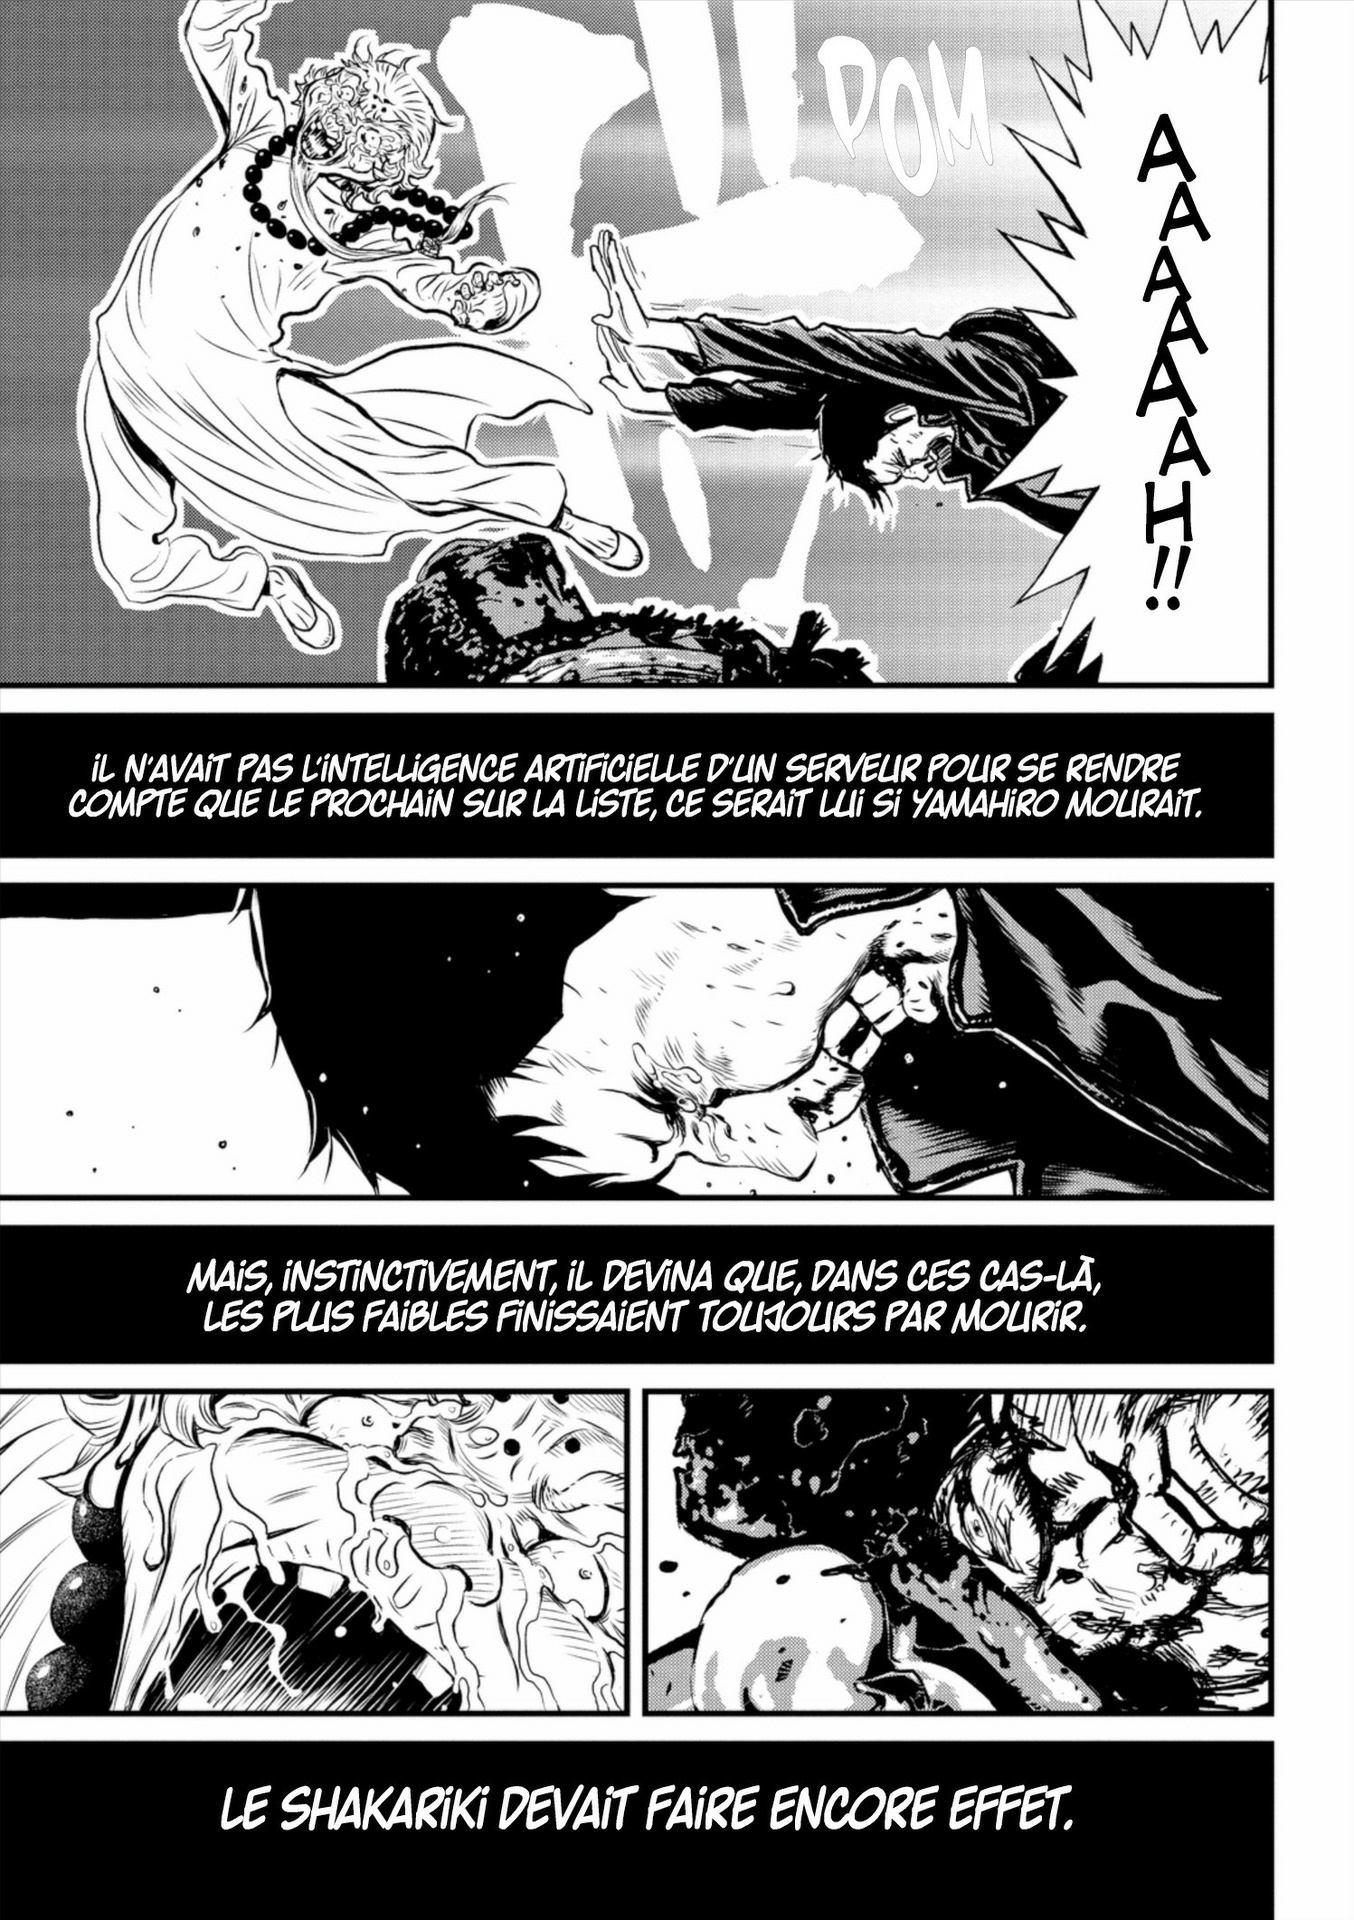 AAAAAAH!!
POM
IL N'AVAIT PAS L'INTELLIGENCE ARTIFICIELLE D'UN SERVEUR POUR SE RENDRE
COMPTE QUE LE PROCHAIN SUR LA LISTE, CE SERAIT LUI SI YAMAHIRO MOURAIT.
MAIS, INSTINCTIVEMENT, IL DEVINA QUE, DANS CES CAS-LÀ,
LES PLUS FAIBLES FINISSAIENT TOUJOURS PAR MOURIR.
LE SHAKARIKI DEVAIT FAIRE ENCORE EFFET.